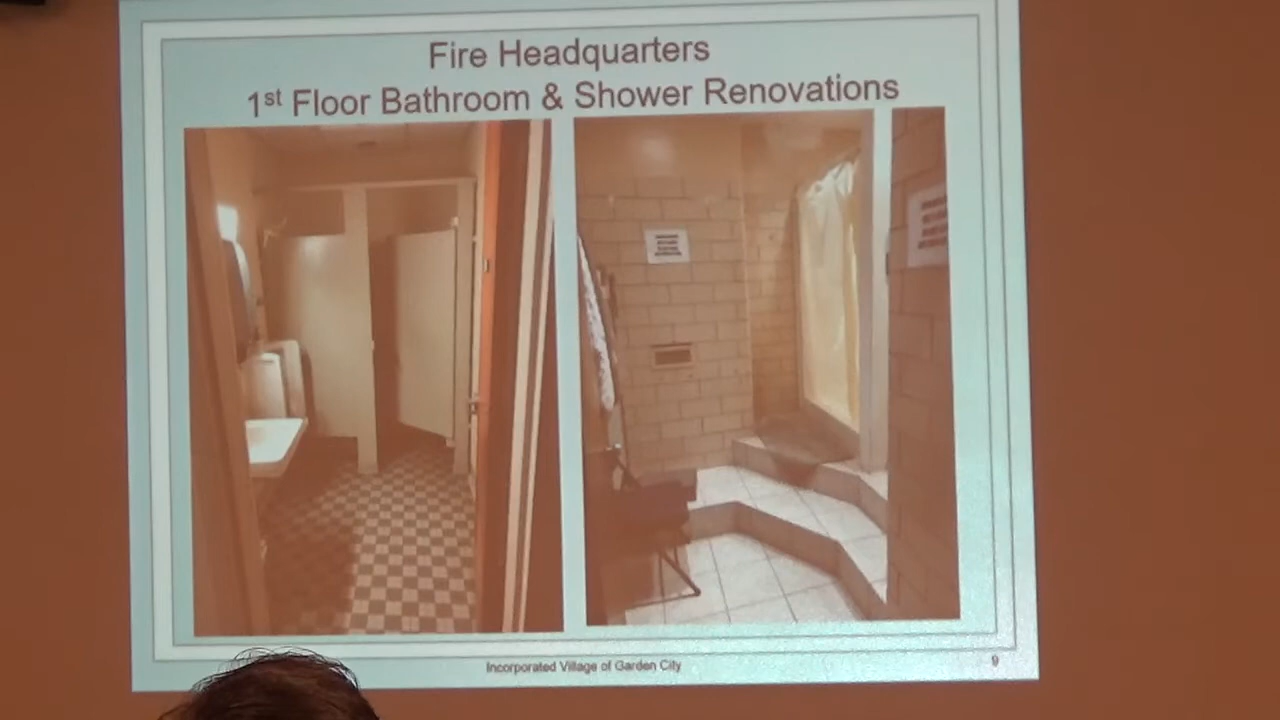 Fire Headquarters
1st Floor Bathroom & Shower Renovations
Incorporated Village of Garden City
9